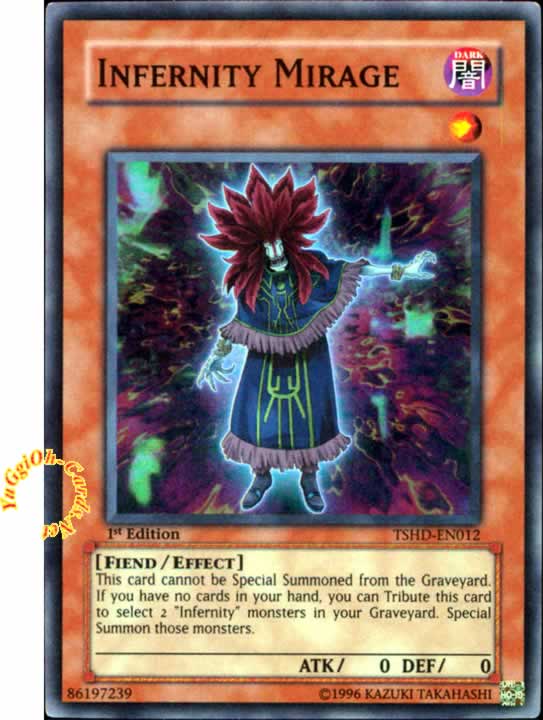 INFERNITY MIRAGE
DARK
闇
YuGgiOh-Cards.Net
1st Edition
TSHD-EN012
[FIEND/EFFECT]
This card cannot be Special Summoned from the Graveyard.
If you have no cards in your hand, you can Tribute this card
to select 2 "Infernity" monsters in your Graveyard. Special
Summon those monsters.
ATK/ 0 DEF/ 0
86197239
©1996 KAZUKI TAKAHASHI